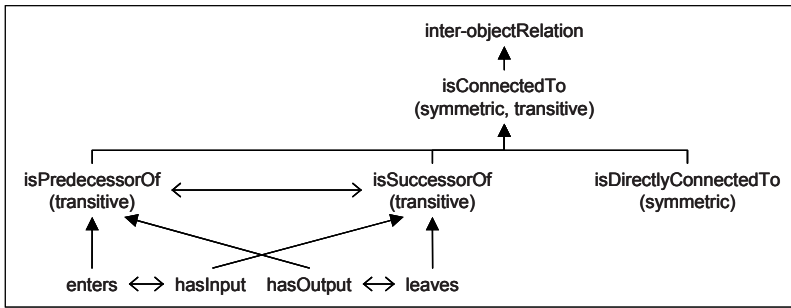 inter-objectRelation
isConnectedTo
(symmetric, transitive)
isPredecessorOf
(transitive)
isSuccessorOf
(transitive)
isDirectlyConnectedTo
(symmetric)
enters
hasInput
hasOutput
leaves